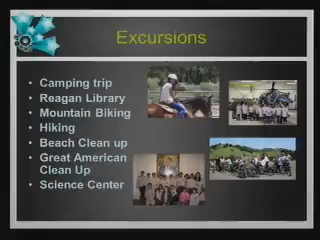 Excursions
• Camping trip
• Reagan Library
• Mountain Biking
• Hiking
• Beach Clean up
• Great American
Clean Up
• Science Center